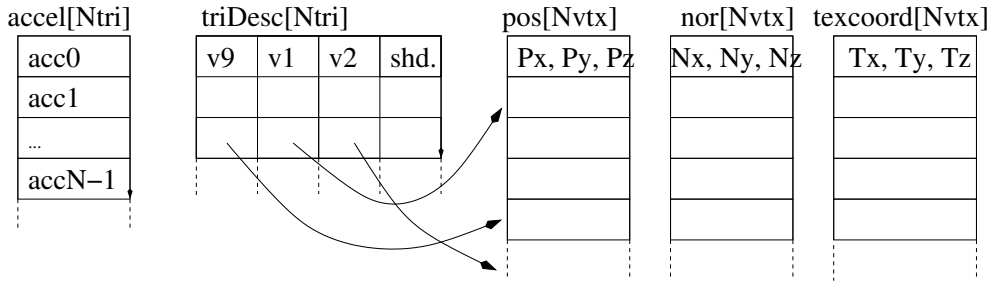 accel[Ntri] triDesc[Ntri] pos[Nvtx] nor[Nvtx] texcoord[Nvtx]
acc0 v9 v1 v2 shd. Px, Py, Pz Nx, Ny, Nz Tx, Ty, Tz
acc1
...
accN−1